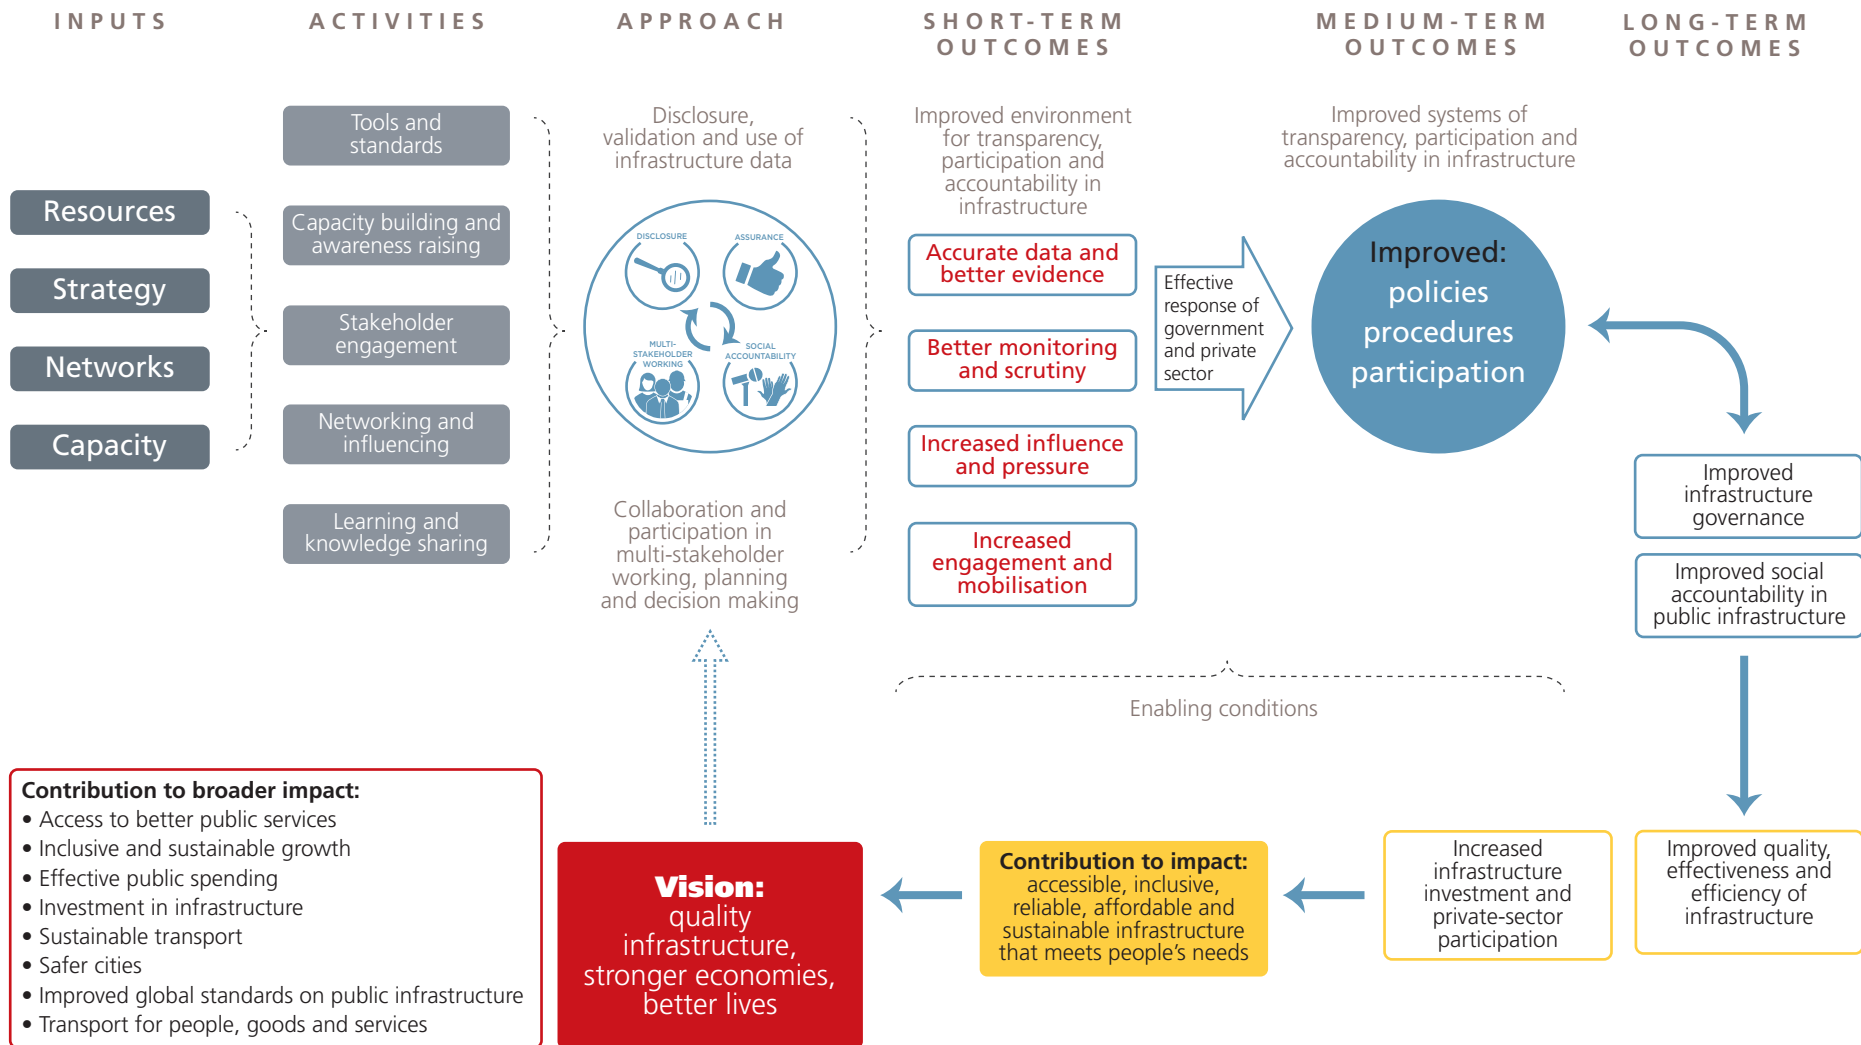 INPUTS
ACTIVITIES
APPROACH
SHORT-TERM
OUTCOMES
MEDIUM-TERM
OUTCOMES
LONG-TERM
OUTCOMES
Resources
Strategy
Networks
Capacity
Tools and
standards
Capacity building and
awareness raising
Stakeholder
engagement
Networking and
influencing
Learning and
knowledge sharing
Disclosure,
validation and use of
infrastructure data
DISCLOSURE
ASSURANCE
MULTI-
STAKEHOLDER
WORKING
SOCIAL
ACCOUNTABILITY
Collaboration and
participation in
multi-stakeholder
working, planning
and decision making
Improved environment
for transparency,
participation and
accountability in
infrastructure
Accurate data and
better evidence
Better monitoring
and scrutiny
Increased influence
and pressure
Increased
engagement and
mobilisation
Effective
response of
government
and private
sector
Improved systems of
transparency, participation and
accountability in infrastructure
Improved:
policies
procedures
participation
Improved
infrastructure
governance
Improved social
accountability in
public infrastructure
Enabling conditions
Improved quality,
effectiveness and
efficiency of
infrastructure
Increased
infrastructure
investment and
private-sector
participation
Contribution to impact:
accessible, inclusive,
reliable, affordable and
sustainable infrastructure
that meets people's needs
Vision:
quality
infrastructure,
stronger economies,
better lives
Contribution to broader impact:
• Access to better public services
• Inclusive and sustainable growth
• Effective public spending
• Investment in infrastructure
• Sustainable transport
• Safer cities
• Improved global standards on public infrastructure
• Transport for people, goods and services